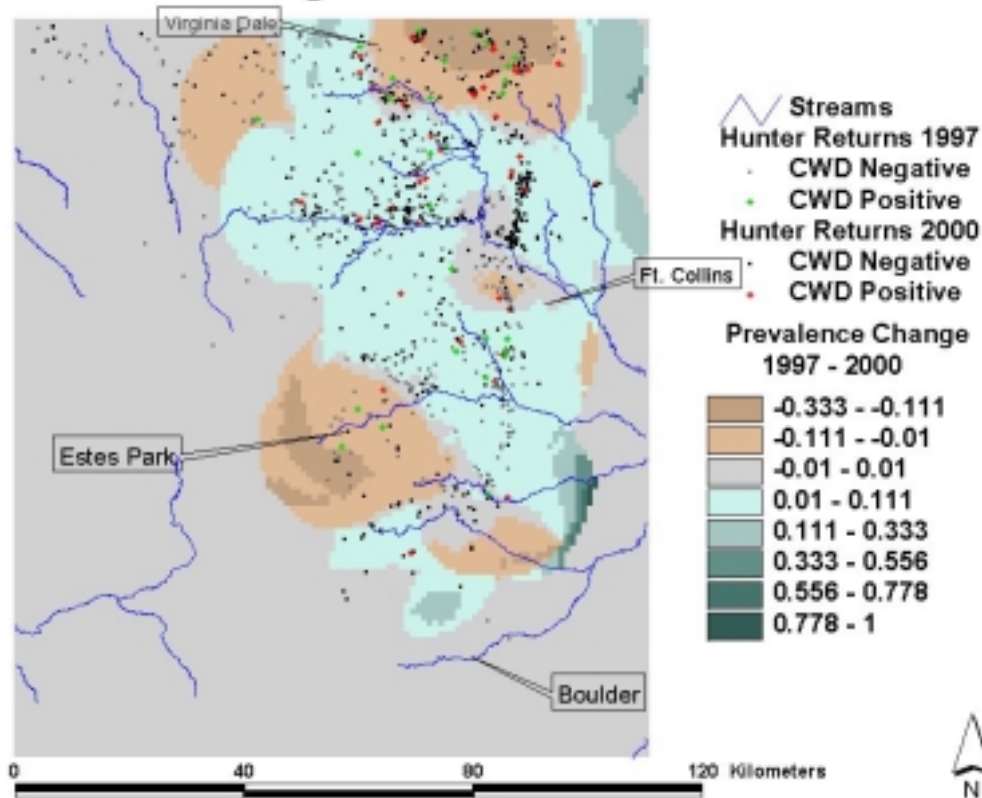 Virginia Dale
Streams
Hunter Returns 1997
CWD Negative
CWD Positive
Hunter Returns 2000
CWD Negative
CWD Positive
Ft. Collins
Prevalence Change
1997 - 2000
-0.333 - -0.111
-0.111 - -0.01
-0.01 - 0.01
0.01 - 0.111
0.111 - 0.333
0.333 - 0.556
0.556 - 0.778
0.778 - 1
Estes Park
Boulder
0 40 80 120 Kilometers
N